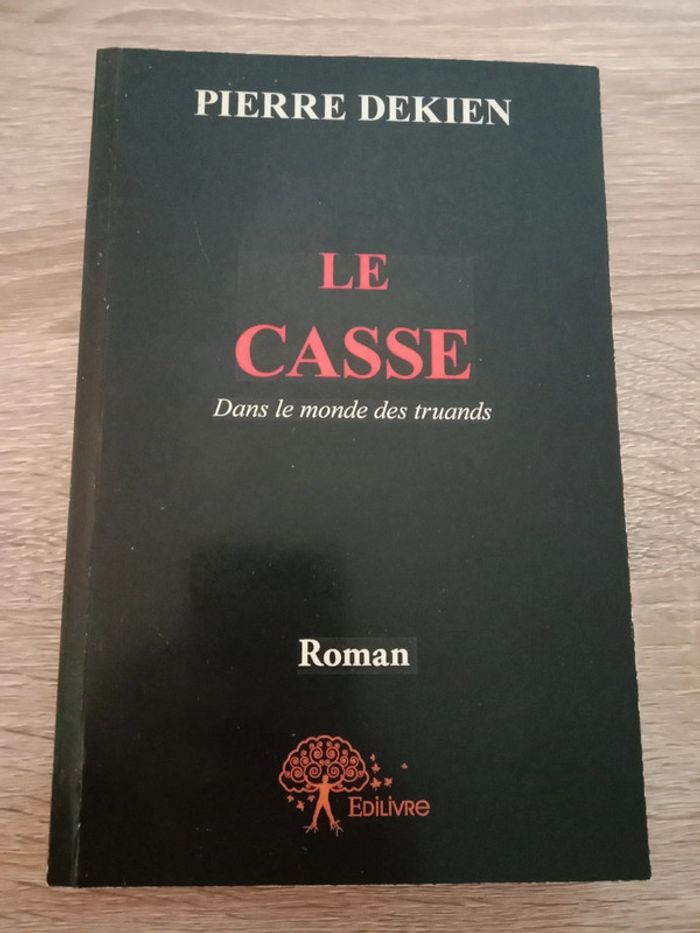 PIERRE DEKIEN
LE
CASSE
Dans le monde des truands
Roman
EDILIVRE